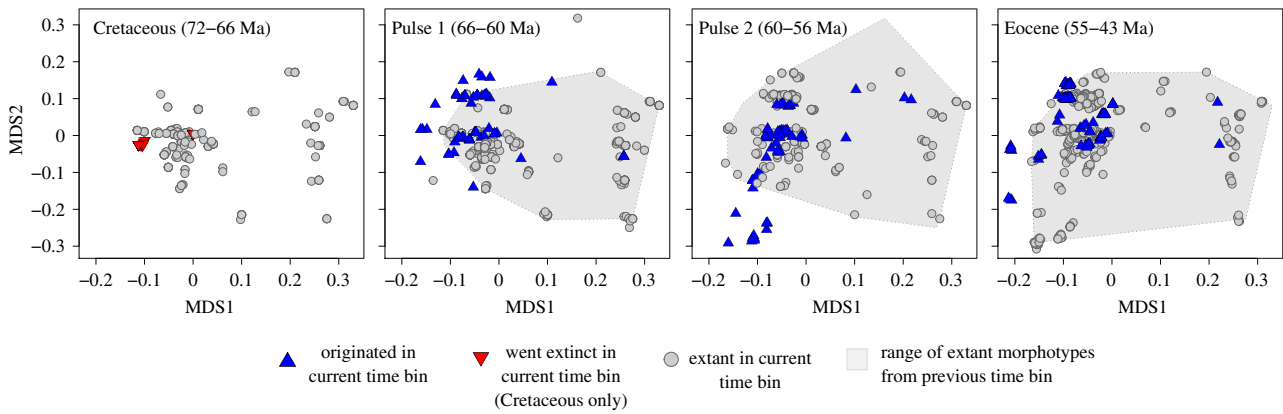 Cretaceous (72−66 Ma)
Pulse 1 (66−60 Ma)
Pulse 2 (60−56 Ma)
Eocene (55−43 Ma)
0.3
0.2
0.1
0
−0.1
−0.2
−0.3
MDS2
−0.2 −0.1 0 0.1 0.2 0.3
−0.2 −0.1 0 0.1 0.2 0.3
−0.2 −0.1 0 0.1 0.2 0.3
−0.2 −0.1 0 0.1 0.2 0.3
MDS1
MDS1
MDS1
MDS1
originated in
current time bin
went extinct in
current time bin
(Cretaceous only)
extant in current
time bin
range of extant morphotypes
from previous time bin